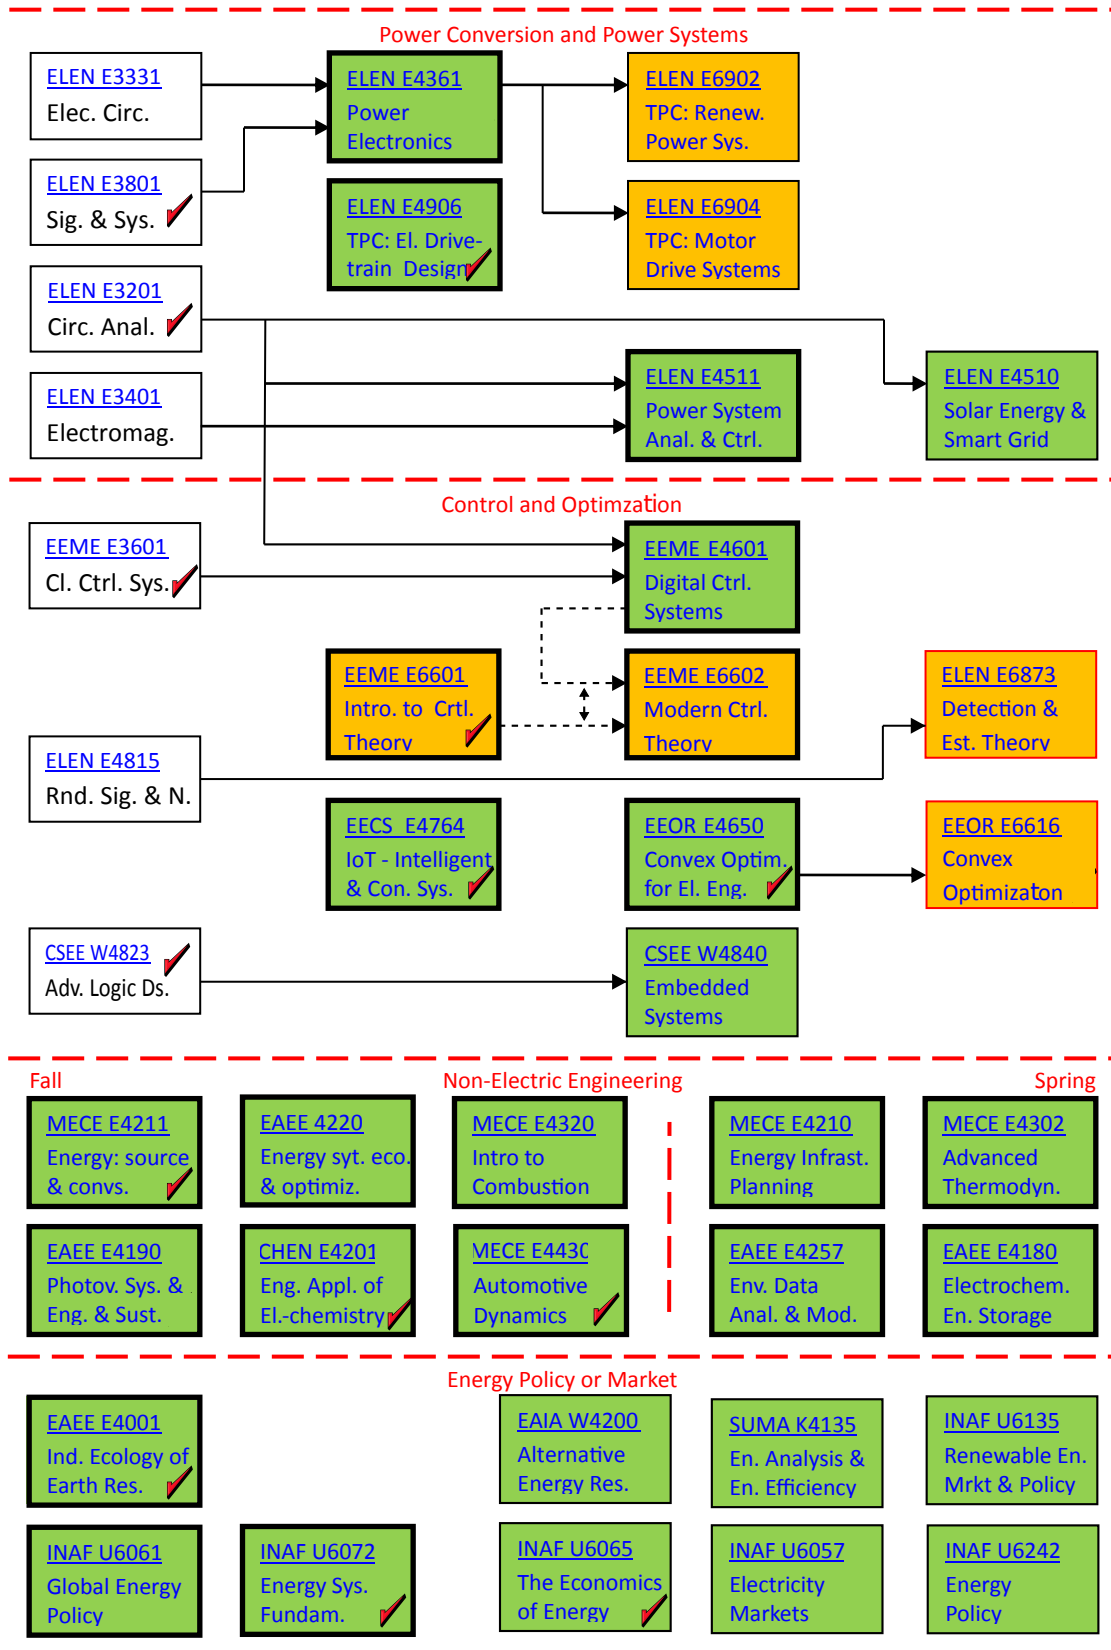 Power Conversion and Power Systems
ELEN E3331
Elec. Circ.
ELEN E4361
Power
Electronics
ELEN E6902
TPC: Renew.
Power Sys.
ELEN E3801
Sig. & Sys.
ELEN E4906
TPC: El. Drive-
train Design
ELEN E6904
TPC: Motor
Drive Systems
ELEN E3201
Circ. Anal.
ELEN E3401
Electromag.
ELEN E4511
Power System
Anal. & Ctrl.
ELEN E4510
Solar Energy &
Smart Grid
Control and Optimzation
EEME E3601
Cl. Ctrl. Sys.
EEME E4601
Digital Ctrl.
Systems
EEME E6601
Intro. to Crtl.
Theory
EEME E6602
Modern Ctrl.
Theory
ELEN E6873
Detection &
Est. Theory
ELEN E4815
Rnd. Sig. & N.
EECS E4764
IoT - Intelligent
& Con. Sys.
EEOR E4650
Convex Optim.
for El. Eng.
EEOR E6616
Convex
Optimizaton
CSEE W4823
Adv. Logic Ds.
CSEE W4840
Embedded
Systems
Fall
Non-Electric Engineering
Spring
MECE E4211
Energy: source
& convs.
EAEE 4220
Energy syt. eco.
& optimiz.
MECE E4320
Intro to
Combustion
MECE E4210
Energy Infrast.
Planning
MECE E4302
Advanced
Thermodyn.
EAEE E4190
Photov. Sys. &
Eng. & Sust.
CHEN E4201
Eng. Appl. of
El.-chemistry
MECE E4430
Automotive
Dynamics
EAEE E4257
Env. Data
Anal. & Mod.
EAEE E4180
Electrochem.
En. Storage
Energy Policy or Market
EAEE E4001
Ind. Ecology of
Earth Res.
EAIA W4200
Alternative
Energy Res.
SUMA K4135
En. Analysis &
En. Efficiency
INAF U6135
Renewable En.
Mrkt & Policy
INAF U6061
Global Energy
Policy
INAF U6072
Energy Sys.
Fundam.
INAF U6065
The Economics
of Energy
INAF U6057
Electricity
Markets
INAF U6242
Energy
Policy